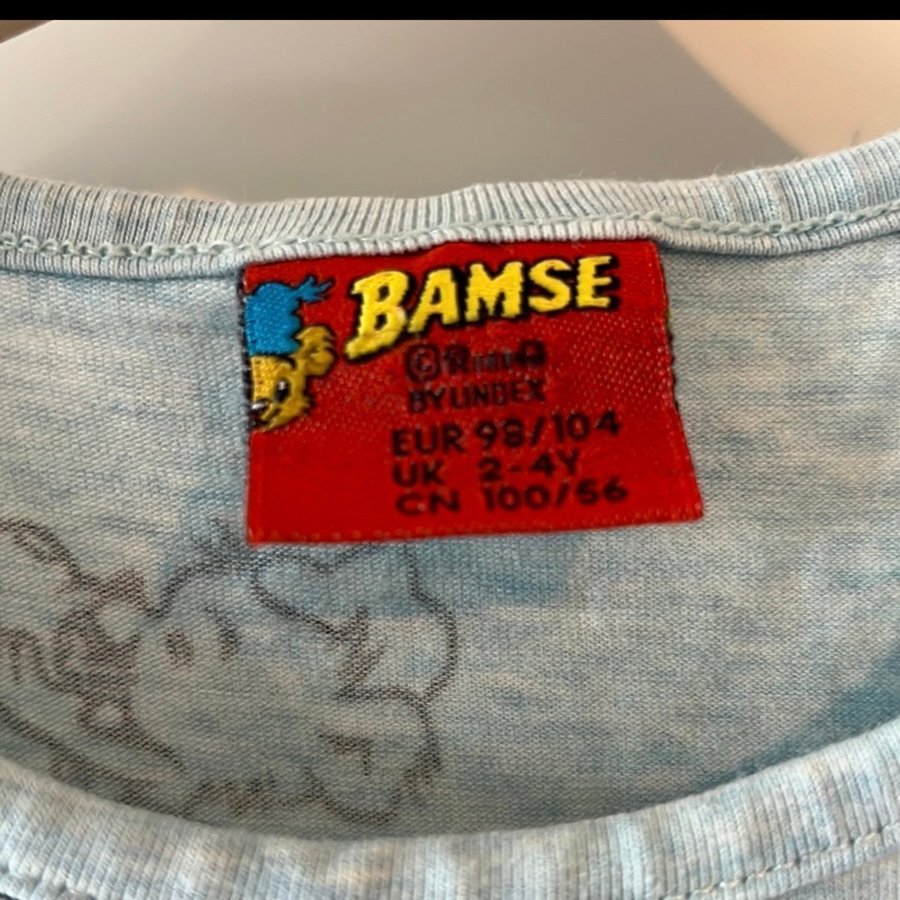 BAMSE
BY LINDEX
EUR 98/104
UK 2-4Y
CN 100/56